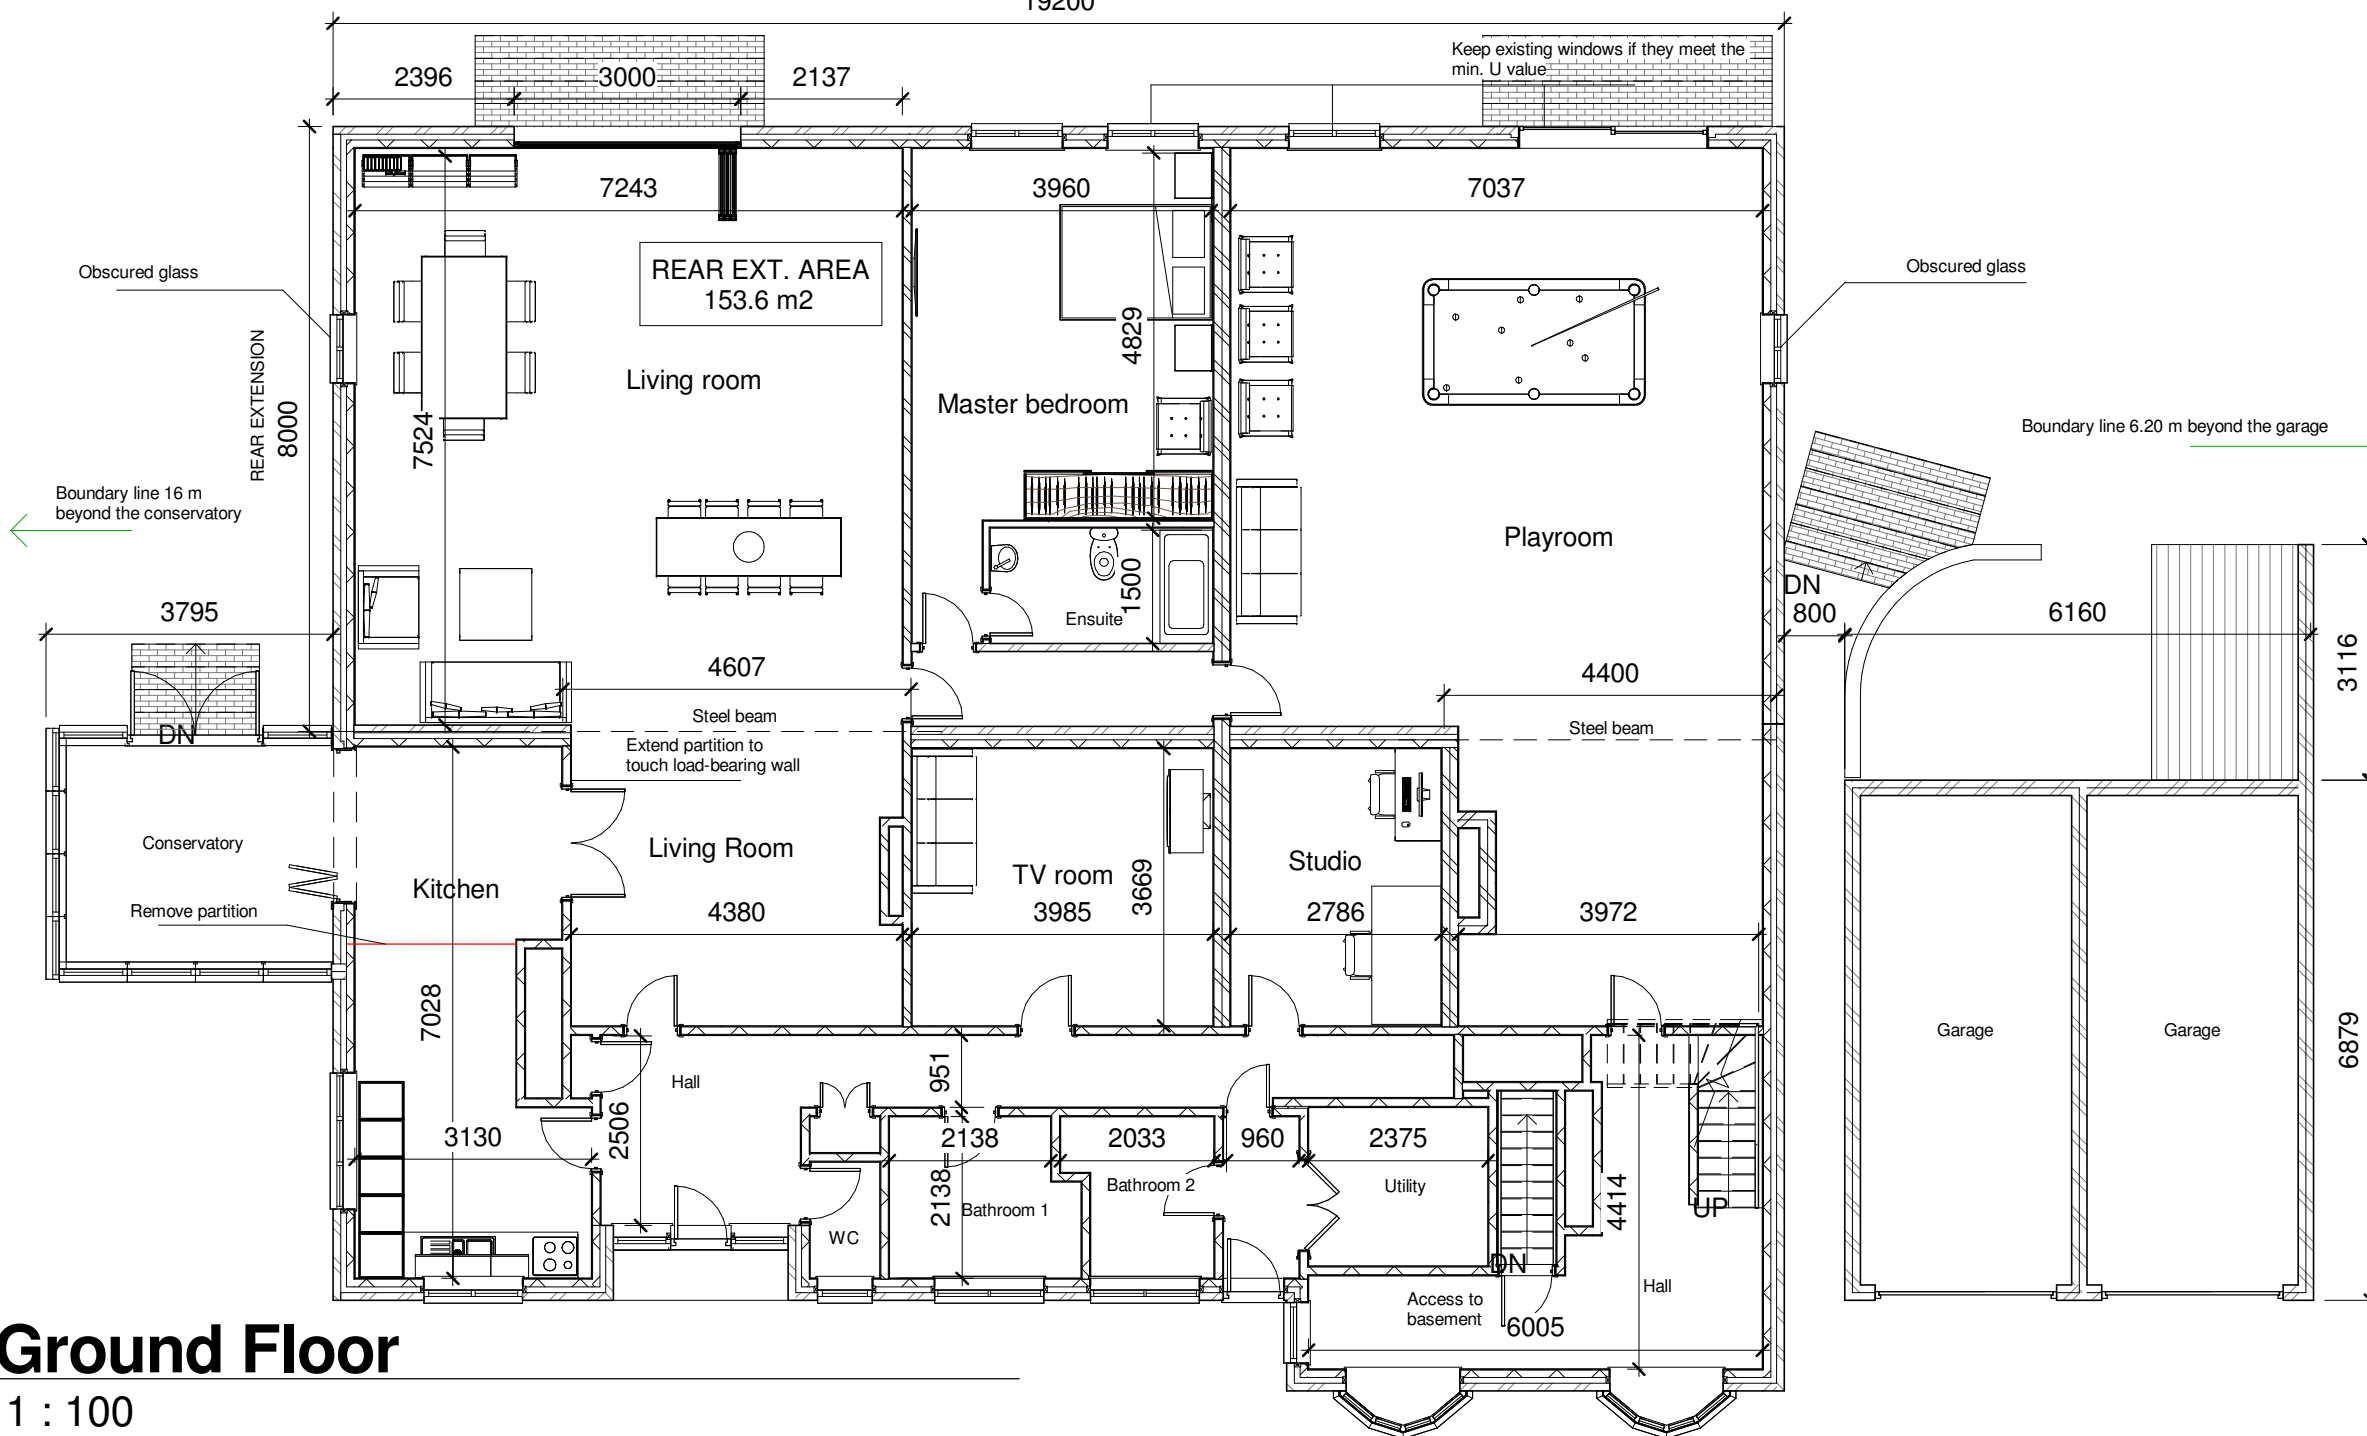 19200
Keep existing windows if they meet the
min. U value
2396
3000
2137
7243
3960
7037
Obscured glass
REAR EXT. AREA
153.6 m2
Obscured glass
REAR EXTENSION
8000
4829
Living room
Master bedroom
7524
Boundary line 6.20 m beyond the garage
Boundary line 16 m
beyond the conservatory
Playroom
1500
Ensuite
DN
800
6160
3795
3116
4607
4400
Steel beam
Steel beam
DN
Extend partition to
touch load-bearing wall
Conservatory
Living Room
Kitchen
TV room
3669
Studio
Remove partition
4380
3985
2786
3972
7028
Garage
Garage
6879
Hall
951
2506
3130
2138
2033
960
2375
2138
Bathroom 1
Bathroom 2
Utility
4414
UP
WC
DN
Hall
Access to
basement
6005
Ground Floor
1 : 100